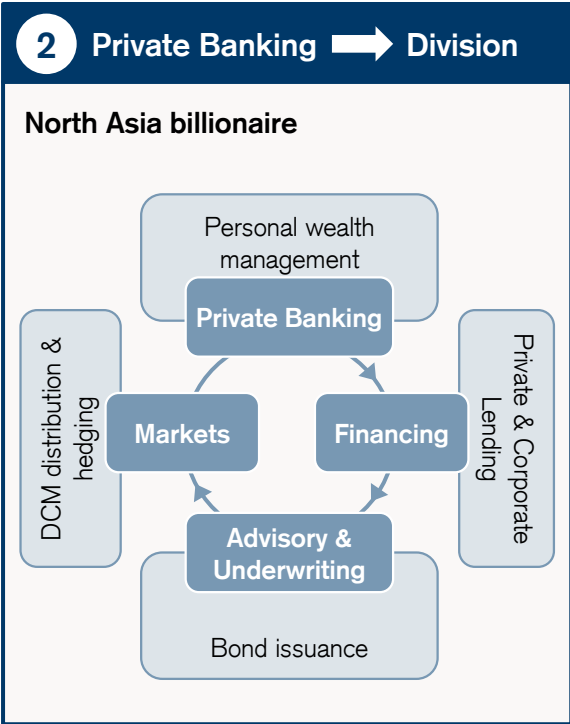 2 Private Banking Division
North Asia billionaire
Personal wealth
management
Private Banking
DCM distribution &
hedging
Markets
Financing
Private & Corporate
Lending
Advisory &
Underwriting
Bond issuance